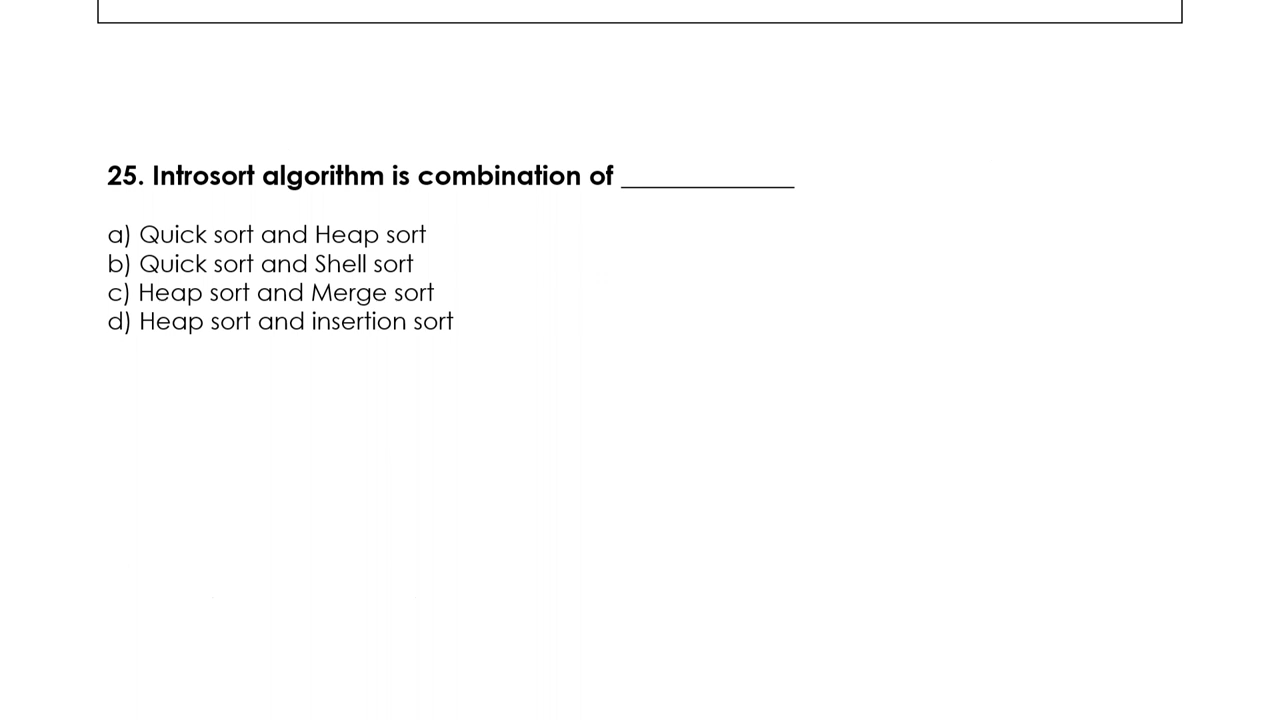 25. Introsort algorithm is combination of ____________
a) Quick sort and Heap sort
b) Quick sort and Shell sort
c) Heap sort and Merge sort
d) Heap sort and insertion sort